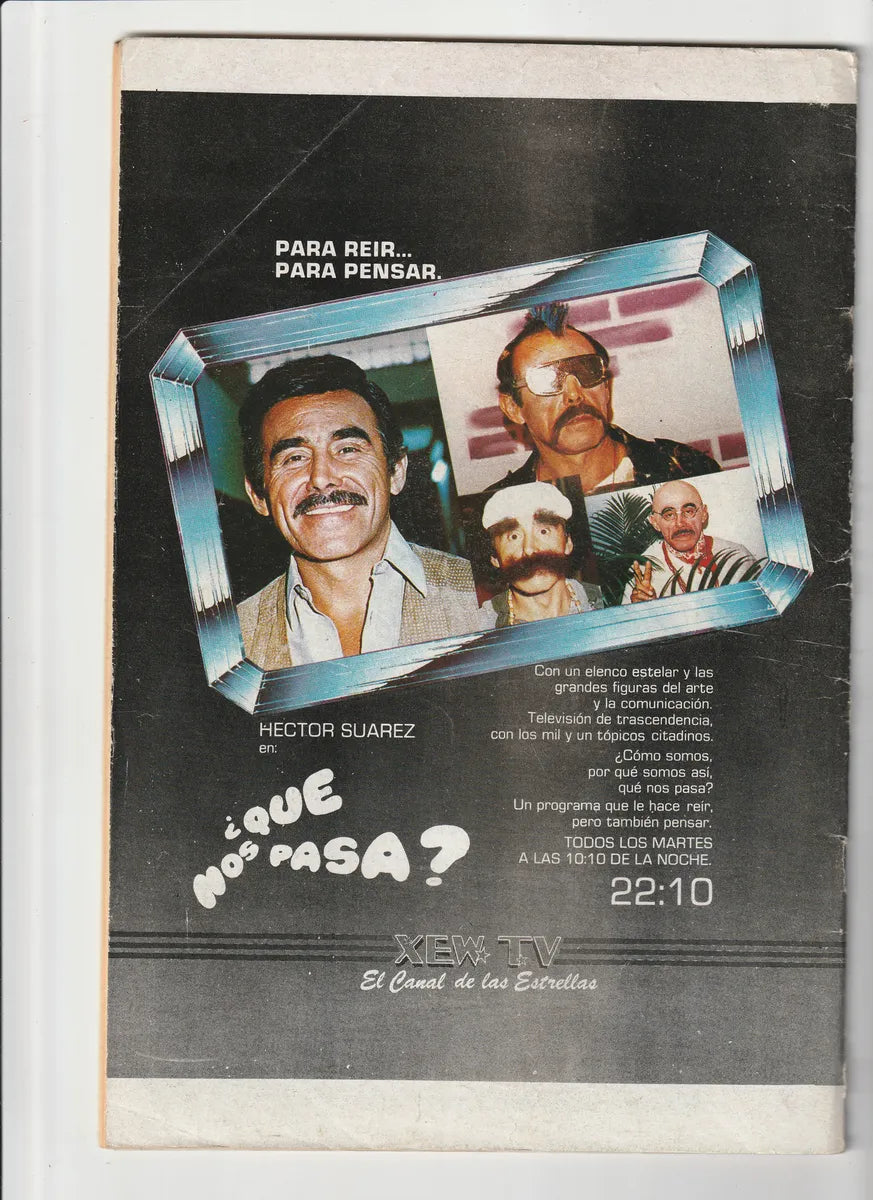 PARA REIR...
PARA PENSAR.
Con un elenco estelar y las
grandes figuras del arte
y la comunicación.
Televisión de trascendencia,
con los mil y un tópicos citadinos.
¿Cómo somos,
por qué somos así,
qué nos pasa?
Un programa que le hace reír,
pero también pensar.
TODOS LOS MARTES
A LAS 10:10 DE LA NOCHE.
22:10
HECTOR SUAREZ
en:
¿QUE
NOS PASA?
XEW TV
El Canal de las Estrellas